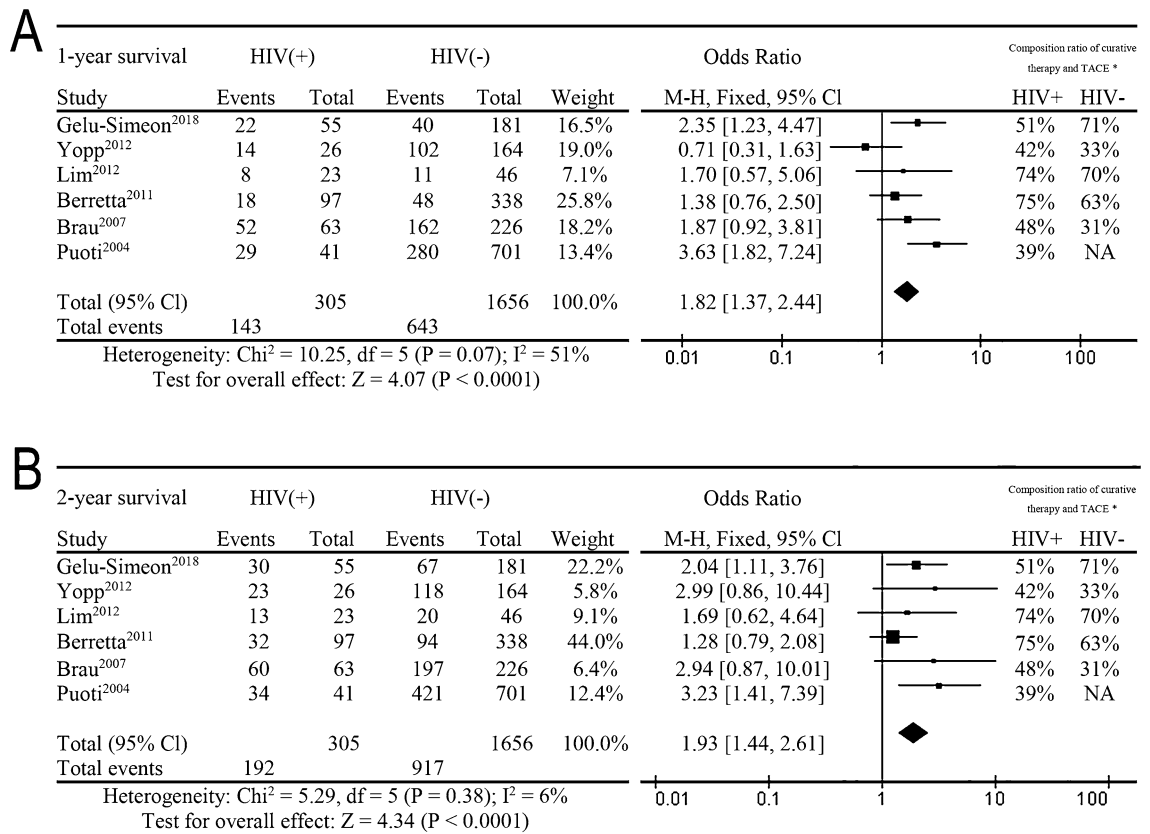 A
1-year survival HIV(+) HIV(-) Odds Ratio Composition ratio of curative
therapy and TACE *
Study Events Total Events Total Weight M-H, Fixed, 95% Cl HIV+ HIV-
Gelu-Simeon2018 22 55 40 181 16.5% 2.35 [1.23, 4.47] 51% 71%
Yopp2012 14 26 102 164 19.0% 0.71 [0.31, 1.63] 42% 33%
Lim2012 8 23 11 46 7.1% 1.70 [0.57, 5.06] 74% 70%
Berretta2011 18 97 48 338 25.8% 1.38 [0.76, 2.50] 75% 63%
Brau2007 52 63 162 226 18.2% 1.87 [0.92, 3.81] 48% 31%
Puoti2004 29 41 280 701 13.4% 3.63 [1.82, 7.24] 39% NA
Total (95% Cl) 305 1656 100.0% 1.82 [1.37, 2.44]
Total events 143 643
Heterogeneity: Chi2 = 10.25, df = 5 (P = 0.07); I2 = 51%
Test for overall effect: Z = 4.07 (P < 0.0001)
0.01 0.1 1 10 100
B
2-year survival HIV(+) HIV(-) Odds Ratio Composition ratio of curative
therapy and TACE *
Study Events Total Events Total Weight M-H, Fixed, 95% Cl HIV+ HIV-
Gelu-Simeon2018 30 55 67 181 22.2% 2.04 [1.11, 3.76] 51% 71%
Yopp2012 23 26 118 164 5.8% 2.99 [0.86, 10.44] 42% 33%
Lim2012 13 23 20 46 9.1% 1.69 [0.62, 4.64] 74% 70%
Berretta2011 32 97 94 338 44.0% 1.28 [0.79, 2.08] 75% 63%
Brau2007 60 63 197 226 6.4% 2.94 [0.87, 10.01] 48% 31%
Puoti2004 34 41 421 701 12.4% 3.23 [1.41, 7.39] 39% NA
Total (95% Cl) 305 1656 100.0% 1.93 [1.44, 2.61]
Total events 192 917
Heterogeneity: Chi2 = 5.29, df = 5 (P = 0.38); I2 = 6%
Test for overall effect: Z = 4.34 (P < 0.0001)
0.01 0.1 1 10 100